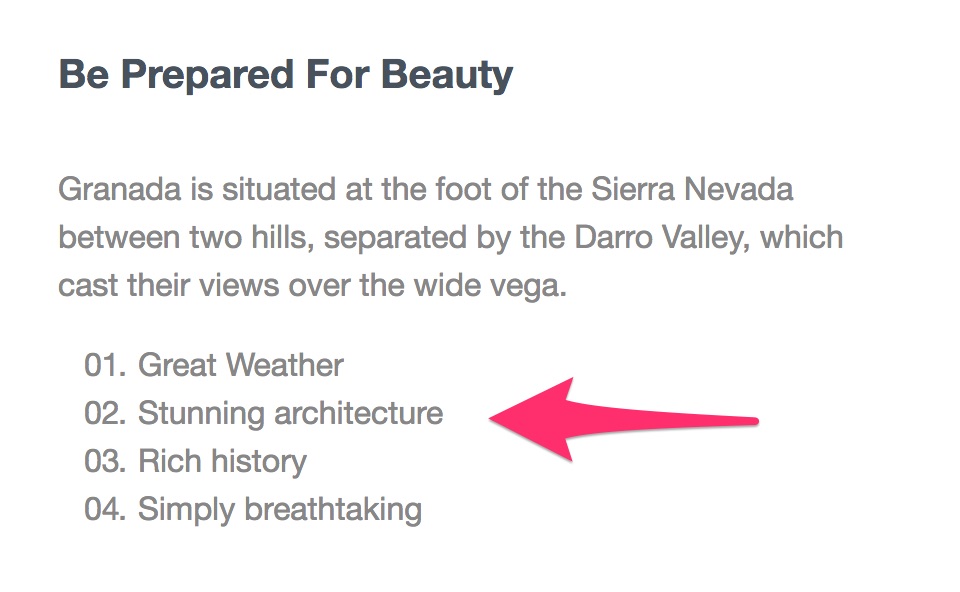 Be Prepared For Beauty
Granada is situated at the foot of the Sierra Nevada
between two hills, separated by the Darro Valley, which
cast their views over the wide vega.
01. Great Weather
02. Stunning architecture
03. Rich history
04. Simply breathtaking